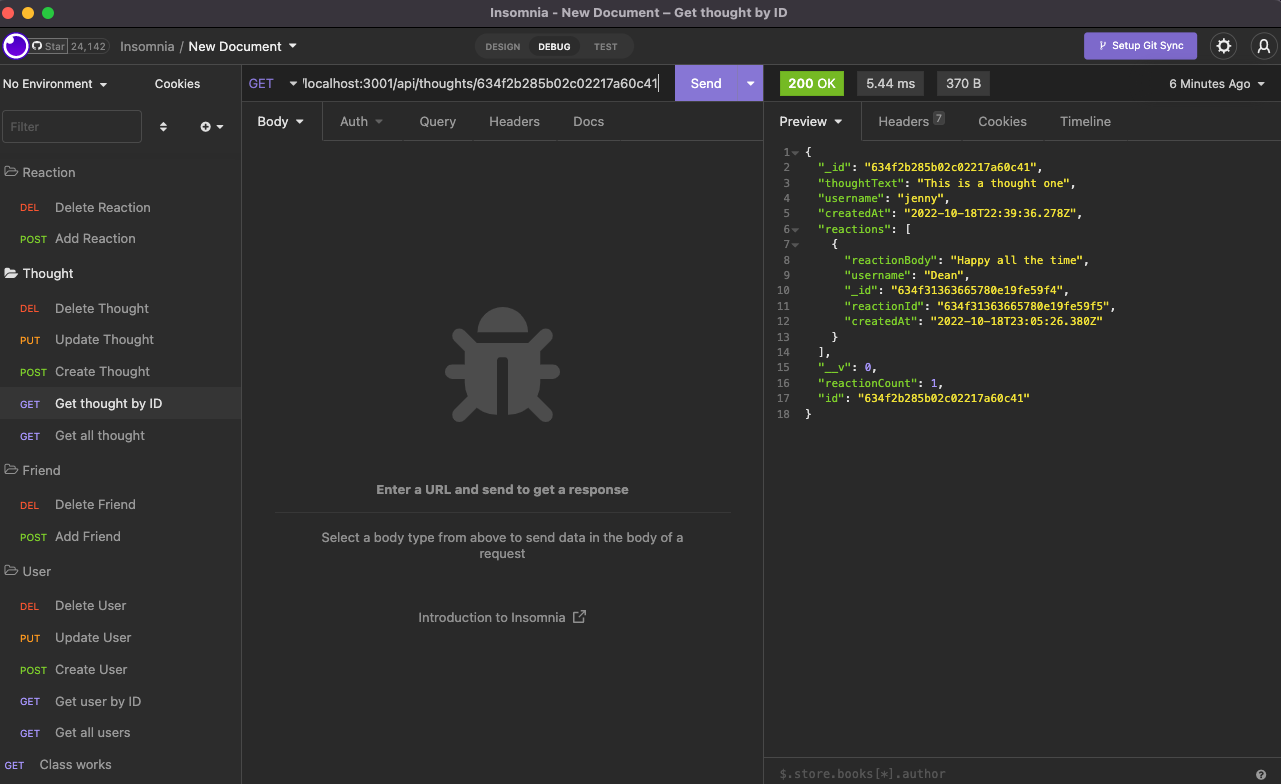 Insomnia - New Document – Get thought by ID
Star 24,142 Insomnia / New Document DESIGN DEBUG TEST Setup Git Sync
No Environment Cookies
Filter
Reaction
DEL Delete Reaction
POST Add Reaction
Thought
DEL Delete Thought
PUT Update Thought
POST Create Thought
GET Get thought by ID
GET Get all thought
Friend
DEL Delete Friend
POST Add Friend
User
DEL Delete User
PUT Update User
POST Create User
GET Get user by ID
GET Get all users
GET Class works
GET /localhost:3001/api/thoughts/634f2b285b02c02217a60c41 Send
Body Auth Query Headers Docs
Enter a URL and send to get a response
Select a body type from above to send data in the body of a
request
Introduction to Insomnia
200 OK 5.44 ms 370 B 6 Minutes Ago
Preview Headers 7 Cookies Timeline
1 {
2 "_id": "634f2b285b02c02217a60c41",
3 "thoughtText": "This is a thought one",
4 "username": "jenny",
5 "createdAt": "2022-10-18T22:39:36.278Z",
6 "reactions": [
7 {
8 "reactionBody": "Happy all the time",
9 "username": "Dean",
10 "_id": "634f31363665780e19fe59f4",
11 "reactionId": "634f31363665780e19fe59f5",
12 "createdAt": "2022-10-18T23:05:26.380Z"
13 }
14 ],
15 "__v": 0,
16 "reactionCount": 1,
17 "id": "634f2b285b02c02217a60c41"
18 }
$.store.books[*].author